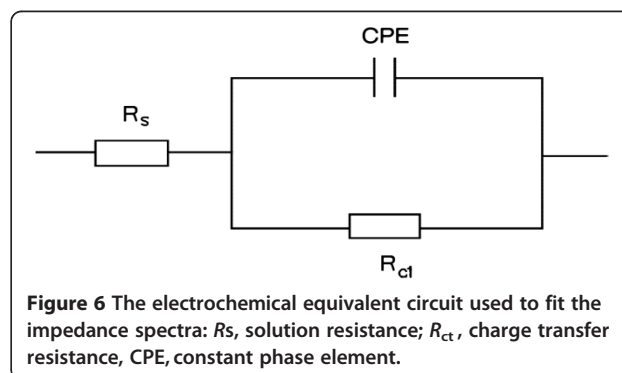 CPE
Rs
Rct
Figure 6 The electrochemical equivalent circuit used to fit the
impedance spectra: Rs, solution resistance; Rct, charge transfer
resistance, CPE, constant phase element.